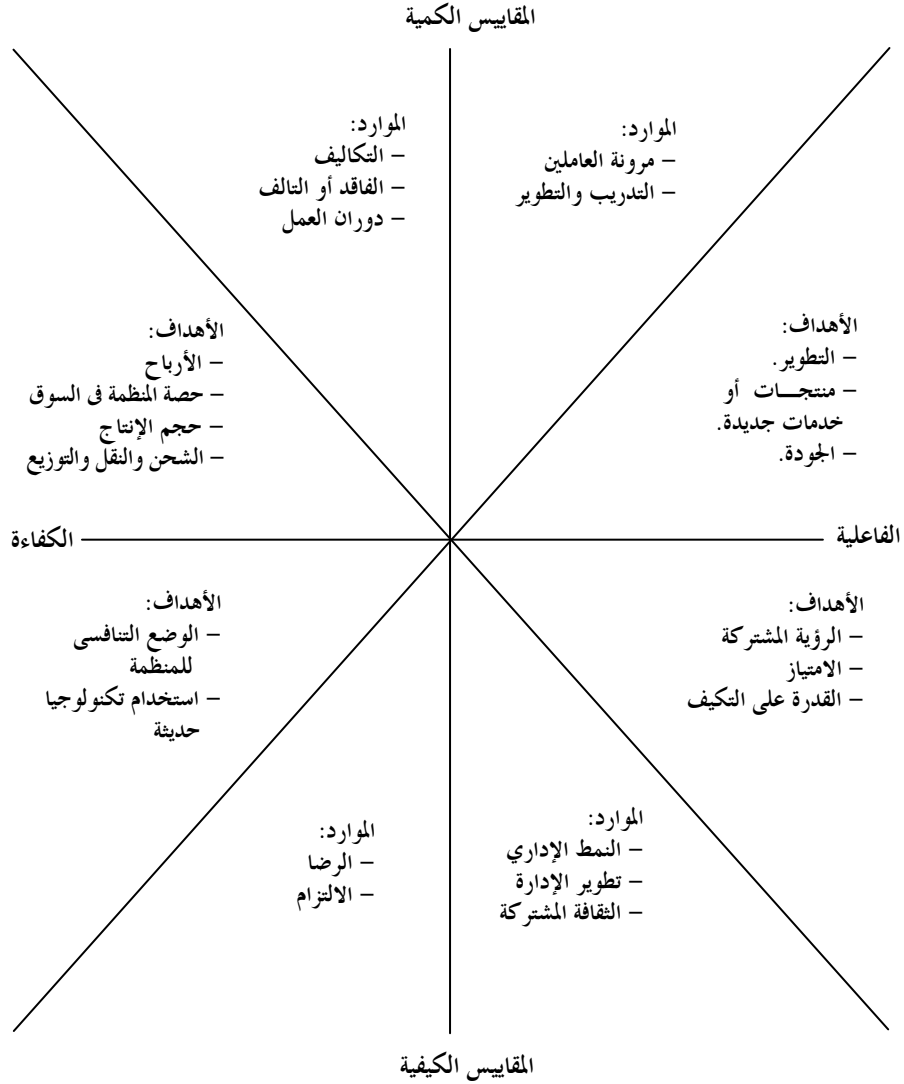 المقاييس الكمية
الموارد:
– مرونة العاملين
– التدريب والتطوير
الموارد:
– التكاليف
– الفاقد أو التالف
– دوران العمل
الأهداف:
– التطوير.
– منتجـــات أو
خدمات جديدة.
– الجودة.
الأهداف:
– الأرباح
– حصة المنظمة فى السوق
– حجم الإنتاج
– الشحن والنقل والتوزيع
الفاعلية
الكفاءة
الأهداف:
– الرؤية المشتركة
– الامتياز
– القدرة على التكيف
الأهداف:
– الوضع التنافسى
للمنظمة
– استخدام تكنولوجيا
حديثة
الموارد:
– النمط الإداري
– تطوير الإدارة
– الثقافة المشتركة
الموارد:
– الرضا
– الالتزام
المقاييس الكيفية